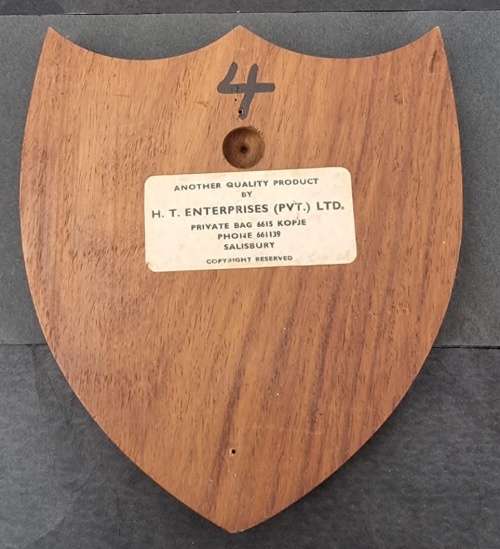 4
ANOTHER QUALITY PRODUCT
BY
H. T. ENTERPRISES (PVT.) LTD.
PRIVATE BAG 6615 KOPJE
PHONE 661139
SALISBURY
COPYRIGHT RESERVED